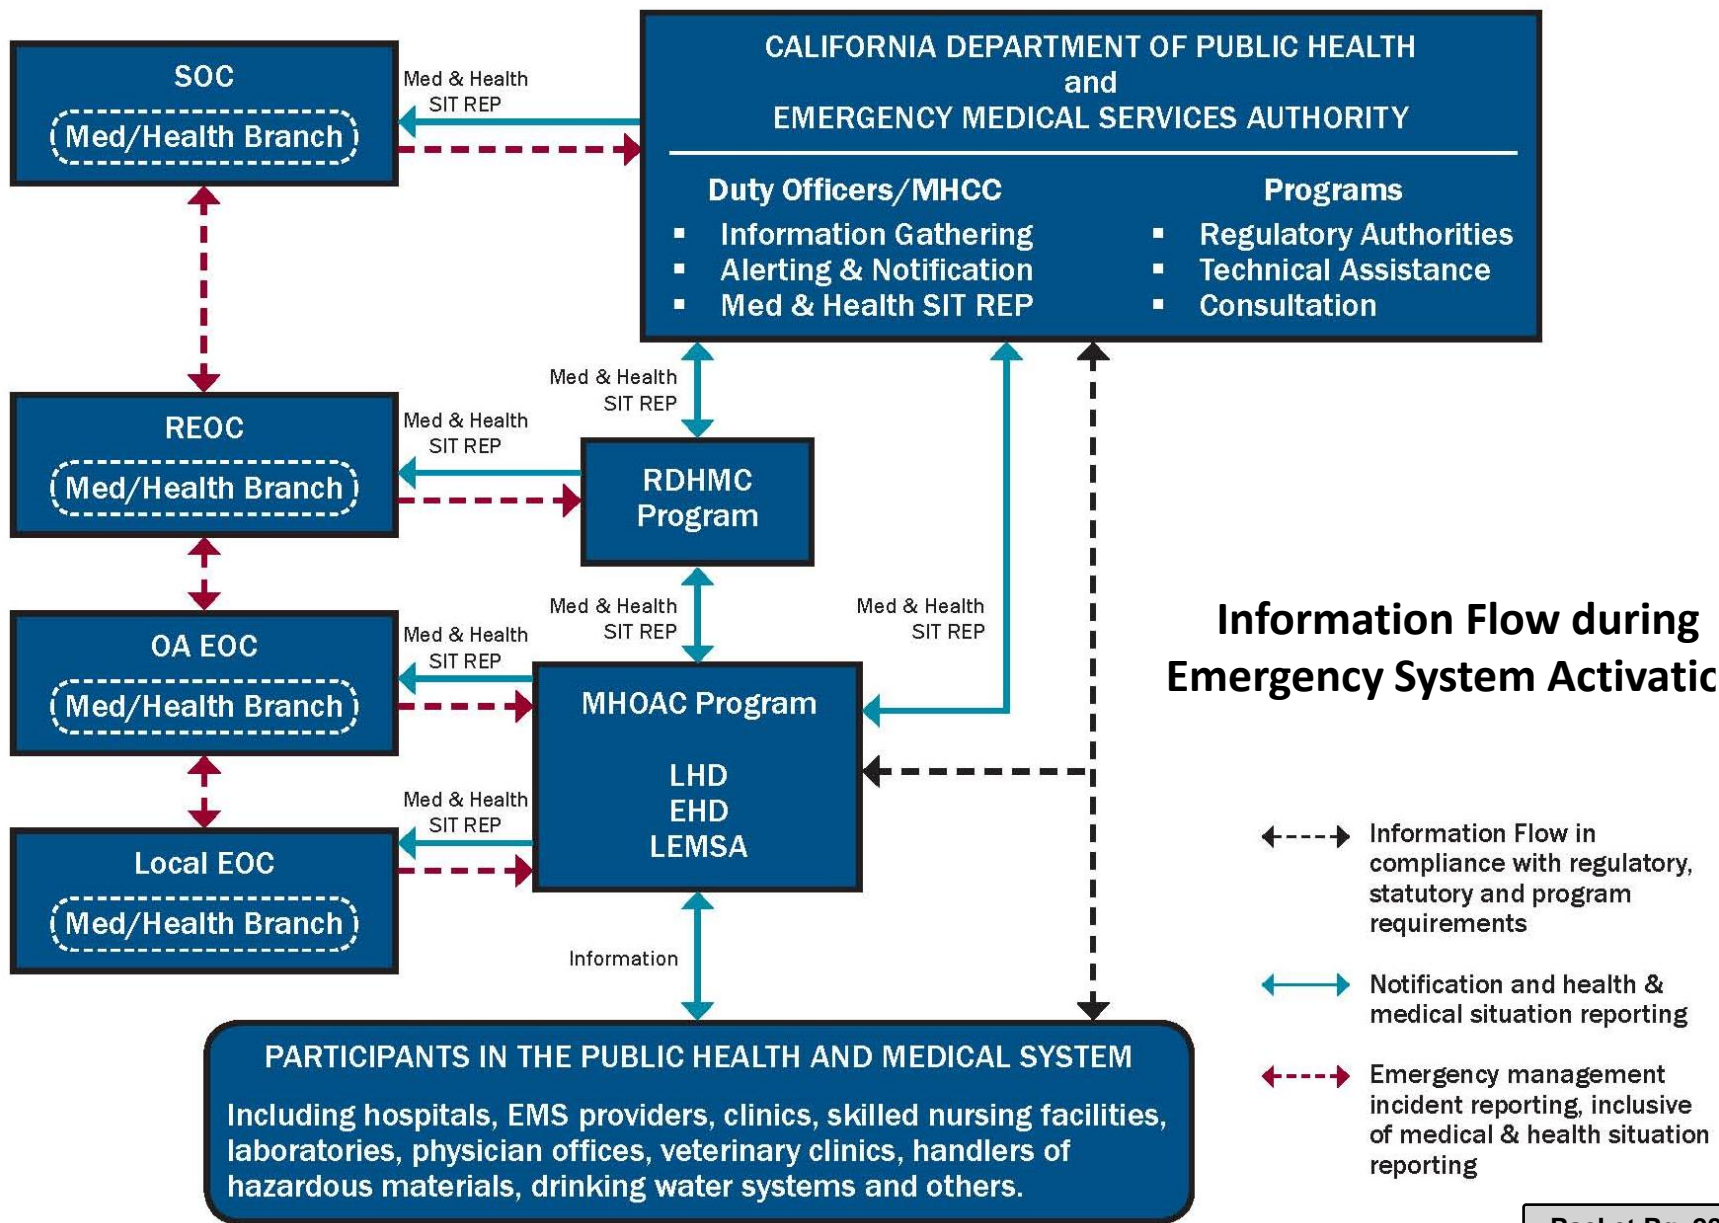 SOC
Med/Health Branch
Med & Health
SIT REP
CALIFORNIA DEPARTMENT OF PUBLIC HEALTH
and
EMERGENCY MEDICAL SERVICES AUTHORITY
Duty Officers/MHCC
▪ Information Gathering
▪ Alerting & Notification
▪ Med & Health SIT REP
Programs
▪ Regulatory Authorities
▪ Technical Assistance
▪ Consultation
Med & Health
SIT REP
REOC
Med/Health Branch
Med & Health
SIT REP
RDHMC
Program
Med & Health
SIT REP
Med & Health
SIT REP
OA EOC
Med/Health Branch
Med & Health
SIT REP
MHOAC Program
LHD
EHD
LEMSA
Information Flow during
Emergency System Activatic
Local EOC
Med/Health Branch
Med & Health
SIT REP
Information
Information Flow in
compliance with regulatory,
statutory and program
requirements
Notification and health &
medical situation reporting
Emergency management
incident reporting, inclusive
of medical & health situation
reporting
PARTICIPANTS IN THE PUBLIC HEALTH AND MEDICAL SYSTEM
Including hospitals, EMS providers, clinics, skilled nursing facilities,
laboratories, physician offices, veterinary clinics, handlers of
hazardous materials, drinking water systems and others.